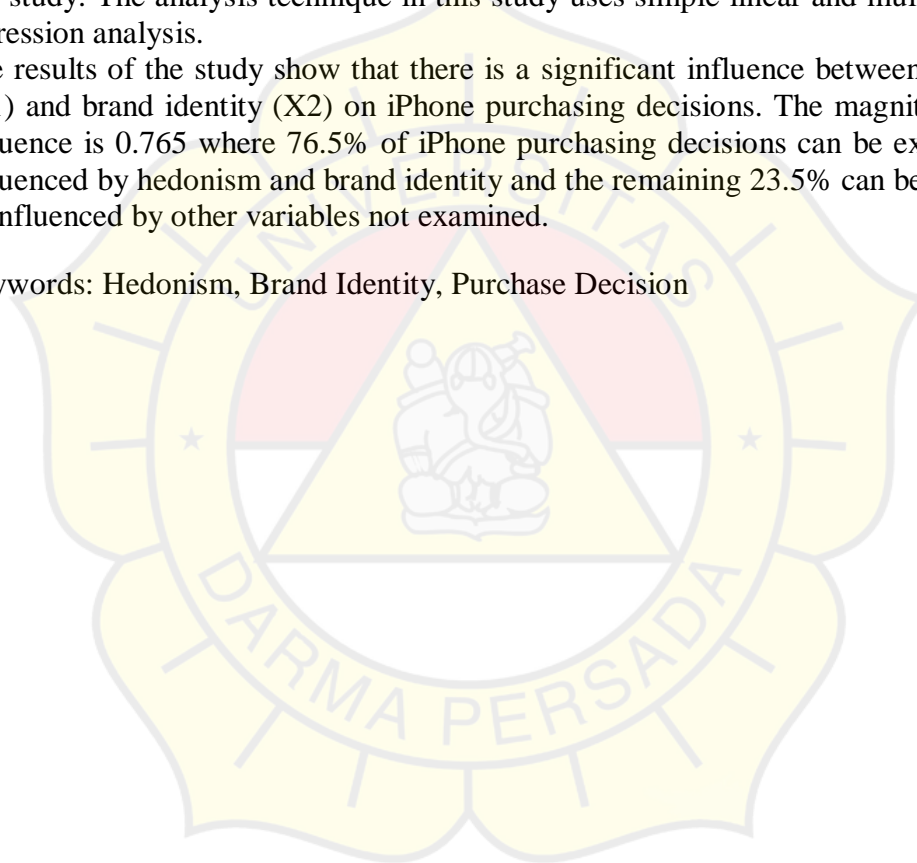 study. The analysis technique in this study uses simple linear and mul
ression analysis.
results of the study show that there is a significant influence between
) and brand identity (X2) on iPhone purchasing decisions. The magnit
uence is 0.765 where 76.5% of iPhone purchasing decisions can be ex
uenced by hedonism and brand identity and the remaining 23.5% can be
nfluenced by other variables not examined.
ywords: Hedonism, Brand Identity, Purchase Decision
UNIVERSITAS
DARMA PERSADA